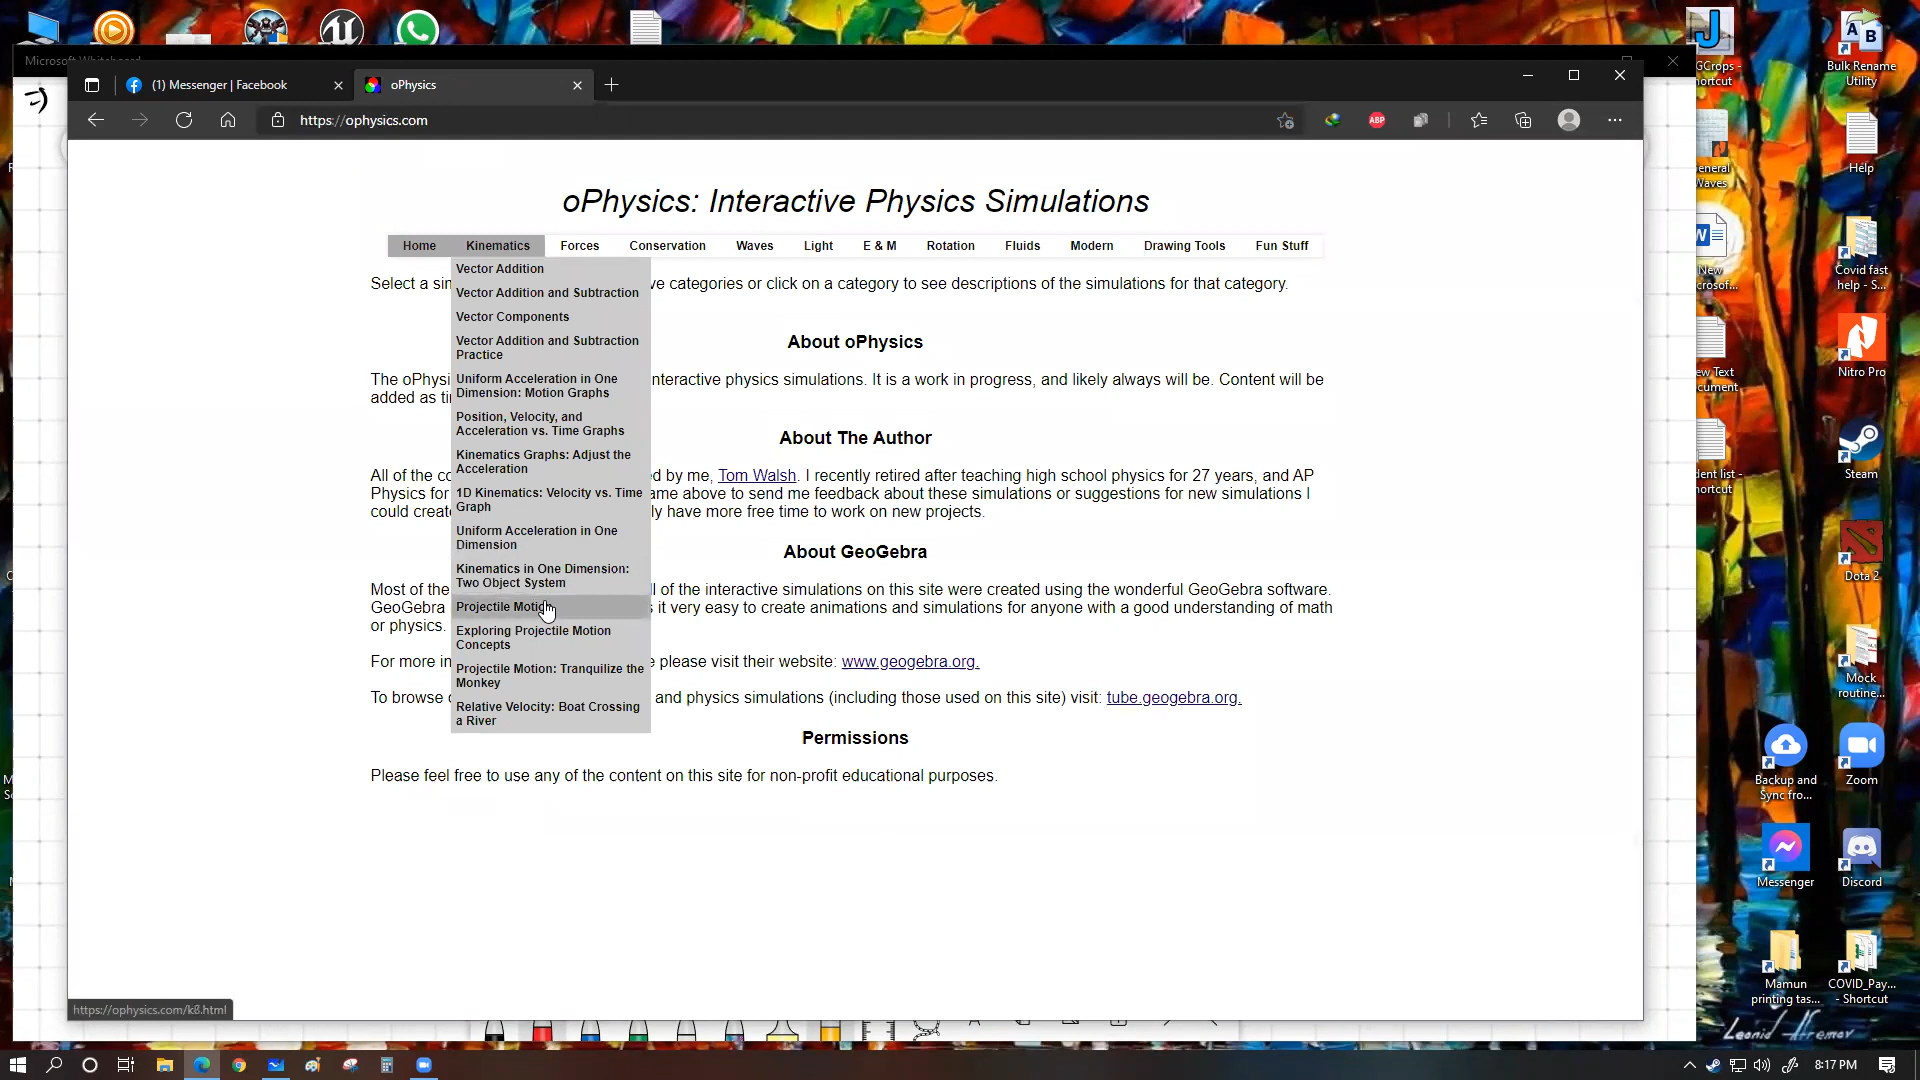 Microsoft Whiteboard
(1) Messenger | Facebook
oPhysics
https://ophysics.com
ABP
oPhysics: Interactive Physics Simulations
Home Kinematics Forces Conservation Waves Light E & M Rotation Fluids Modern Drawing Tools Fun Stuff
Select a sim
ve categories or click on a category to see descriptions of the simulations for that category.
Vector Addition
Vector Addition and Subtraction
Vector Components
Vector Addition and Subtraction
Practice
Uniform Acceleration in One
Dimension: Motion Graphs
Position, Velocity, and
Acceleration vs. Time Graphs
Kinematics Graphs: Adjust the
Acceleration
1D Kinematics: Velocity vs. Time
Graph
Uniform Acceleration in One
Dimension
Kinematics in One Dimension:
Two Object System
Projectile Motion
Exploring Projectile Motion
Concepts
Projectile Motion: Tranquilize the
Monkey
Relative Velocity: Boat Crossing
a River
About oPhysics
The oPhysi
nteractive physics simulations. It is a work in progress, and likely always will be. Content will be
added as ti
About The Author
All of the co
d by me, Tom Walsh. I recently retired after teaching high school physics for 27 years, and AP
Physics for
ame above to send me feedback about these simulations or suggestions for new simulations I
could creat
ly have more free time to work on new projects.
About GeoGebra
Most of the
ll of the interactive simulations on this site were created using the wonderful GeoGebra software.
GeoGebra
s it very easy to create animations and simulations for anyone with a good understanding of math
or physics.
For more in
e please visit their website: www.geogebra.org.
To browse
and physics simulations (including those used on this site) visit: tube.geogebra.org.
Permissions
Please feel free to use any of the content on this site for non-profit educational purposes.
https://ophysics.com/k8.html
GCrops -
Bulk Rename
Utility
General
Waves
Help
New
Covid fast
help - S...
Nitro Pro
Steam
Dota 2
Mock
routine...
Backup and
Sync fro...
Zoom
Messenger
Discord
Mamun
printing tas...
COVID_Pay...
- Shortcut
Leonid Afremov
8:17 PM